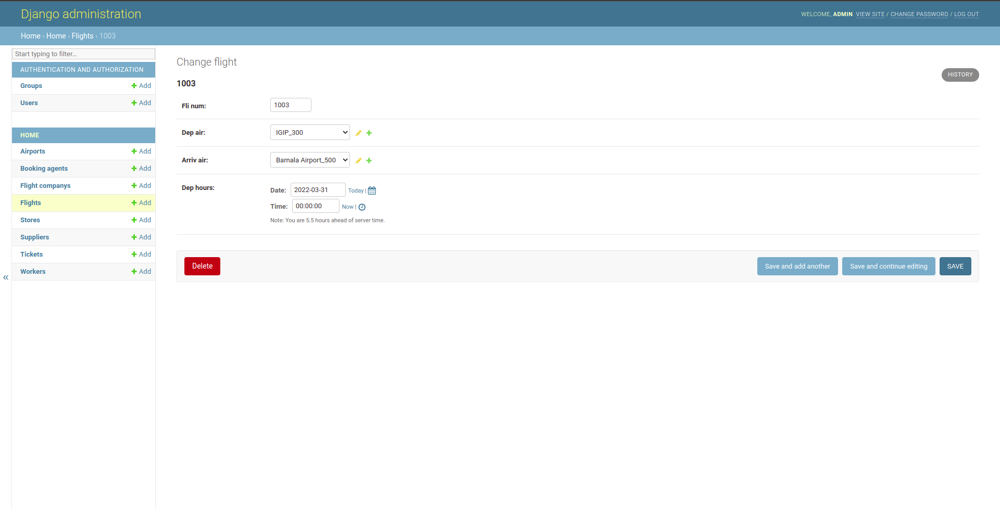 Django administration
WELCOME, ADMIN. VIEW SITE / CHANGE PASSWORD / LOG OUT
Home › Home › Flights › 1003
Start typing to filter...
AUTHENTICATION AND AUTHORIZATION
Groups Add
Users Add
HOME
Airports Add
Booking agents Add
Flight companys Add
Flights Add
Stores Add
Suppliers Add
Tickets Add
Workers Add
«
Change flight
HISTORY
1003
Fli num: 1003
Dep air: IGIP_300
Arriv air: Barnala Airport_500
Dep hours: Date: 2022-03-31 Today |
Time: 00:00:00 Now |
Note: You are 5.5 hours ahead of server time.
Delete Save and add another Save and continue editing SAVE